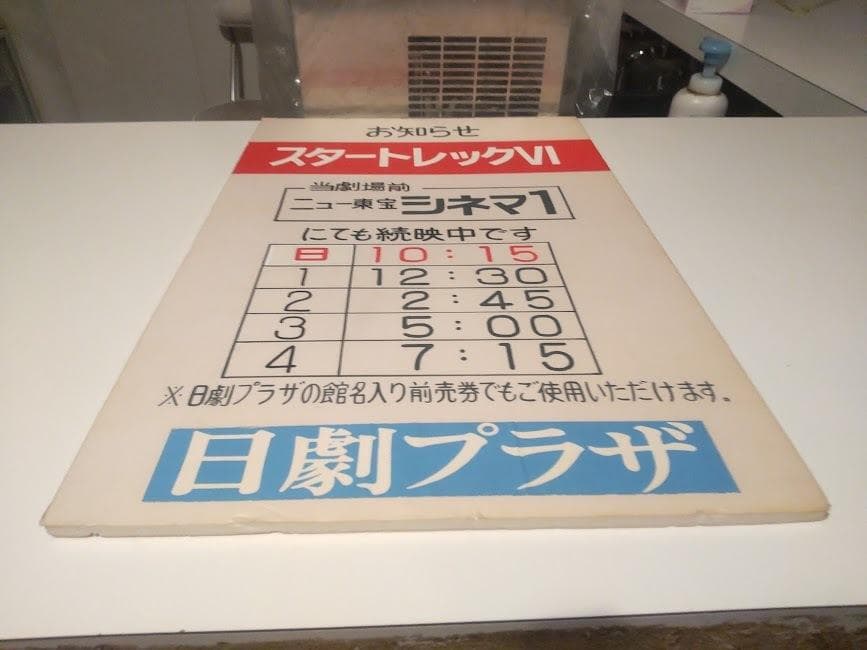 お知らせ
スタートレックVI
当劇場前
ニュー東宝 シネマ1
にても続映中です
日 10:15
1 12:30
2 2:45
3 5:00
4 7:15
※日劇プラザの館名入り前売券でもご使用いただけます。
日劇プラザ